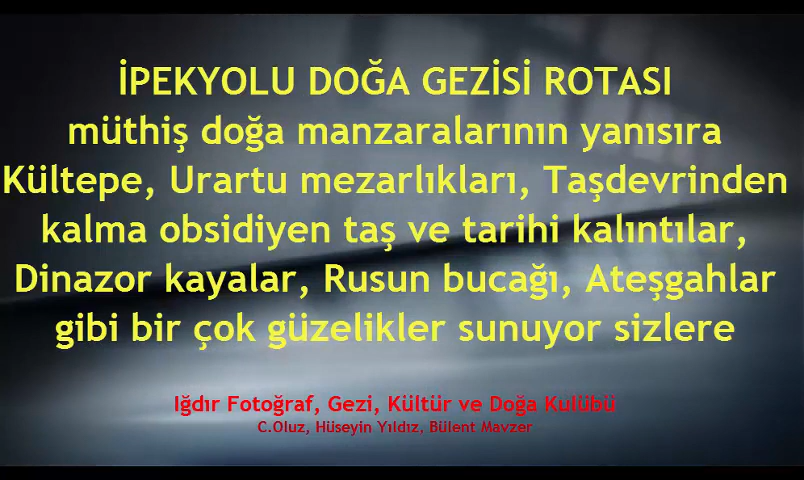 İPEKYOLU DOĞA GEZİSİ ROTASI
müthiş doğa manzaralarının yanısıra
Kültepe, Urartu mezarlıkları, Taşdevrinden
kalma obsidiyen taş ve tarihi kalıntılar,
Dinazor kayalar, Rusun bucağı, Ateşgahlar
gibi bir çok güzelikler sunuyor sizlere
Iğdır Fotoğraf, Gezi, Kültür ve Doğa Kulübü
C.Oluz, Hüseyin Yıldız, Bülent Mavzer